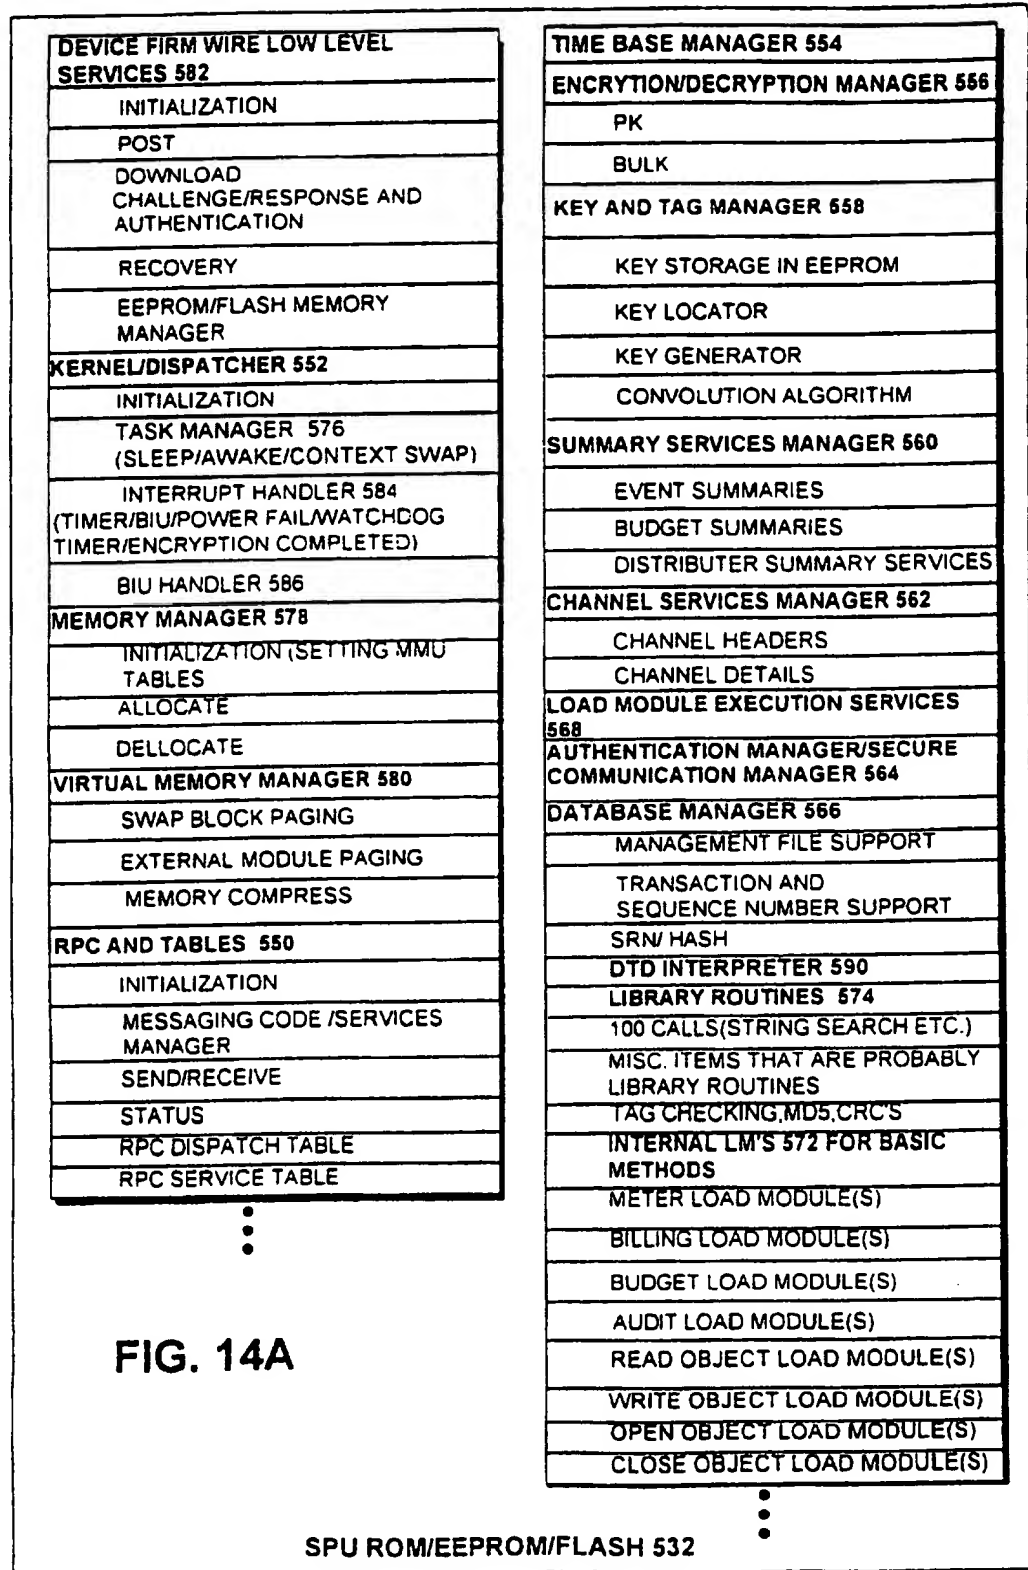 DEVICE FIRM WIRE LOW LEVEL
SERVICES 582
INITIALIZATION
POST
DOWNLOAD
CHALLENGE/RESPONSE AND
AUTHENTICATION
RECOVERY
EEPROM/FLASH MEMORY
MANAGER
KERNEL/DISPATCHER 552
INITIALIZATION
TASK MANAGER 576
(SLEEP/AWAKE/CONTEXT SWAP)
INTERRUPT HANDLER 584
(TIMER/BIU/POWER FAIL/WATCHDOG
TIMER/ENCRYPTION COMPLETED)
BIU HANDLER 586
MEMORY MANAGER 578
INITIALIZATION (SETTING MMU
TABLES
ALLOCATE
DELLOCATE
VIRTUAL MEMORY MANAGER 580
SWAP BLOCK PAGING
EXTERNAL MODULE PAGING
MEMORY COMPRESS
RPC AND TABLES 550
INITIALIZATION
MESSAGING CODE /SERVICES
MANAGER
SEND/RECEIVE
STATUS
RPC DISPATCH TABLE
RPC SERVICE TABLE
TIME BASE MANAGER 554
ENCRYTION/DECRYPTION MANAGER 556
PK
BULK
KEY AND TAG MANAGER 558
KEY STORAGE IN EEPROM
KEY LOCATOR
KEY GENERATOR
CONVOLUTION ALGORITHM
SUMMARY SERVICES MANAGER 560
EVENT SUMMARIES
BUDGET SUMMARIES
DISTRIBUTER SUMMARY SERVICES
CHANNEL SERVICES MANAGER 562
CHANNEL HEADERS
CHANNEL DETAILS
LOAD MODULE EXECUTION SERVICES
568
AUTHENTICATION MANAGER/SECURE
COMMUNICATION MANAGER 564
DATABASE MANAGER 566
MANAGEMENT FILE SUPPORT
TRANSACTION AND
SEQUENCE NUMBER SUPPORT
SRN/ HASH
DTD INTERPRETER 590
LIBRARY ROUTINES 574
100 CALLS(STRING SEARCH ETC.)
MISC. ITEMS THAT ARE PROBABLY
LIBRARY ROUTINES
TAG CHECKING,MD5,CRC'S
INTERNAL LM'S 572 FOR BASIC
METHODS
METER LOAD MODULE(S)
BILLING LOAD MODULE(S)
BUDGET LOAD MODULE(S)
AUDIT LOAD MODULE(S)
READ OBJECT LOAD MODULE(S)
WRITE OBJECT LOAD MODULE(S)
OPEN OBJECT LOAD MODULE(S)
CLOSE OBJECT LOAD MODULE(S)
FIG. 14A
SPU ROM/EEPROM/FLASH 532